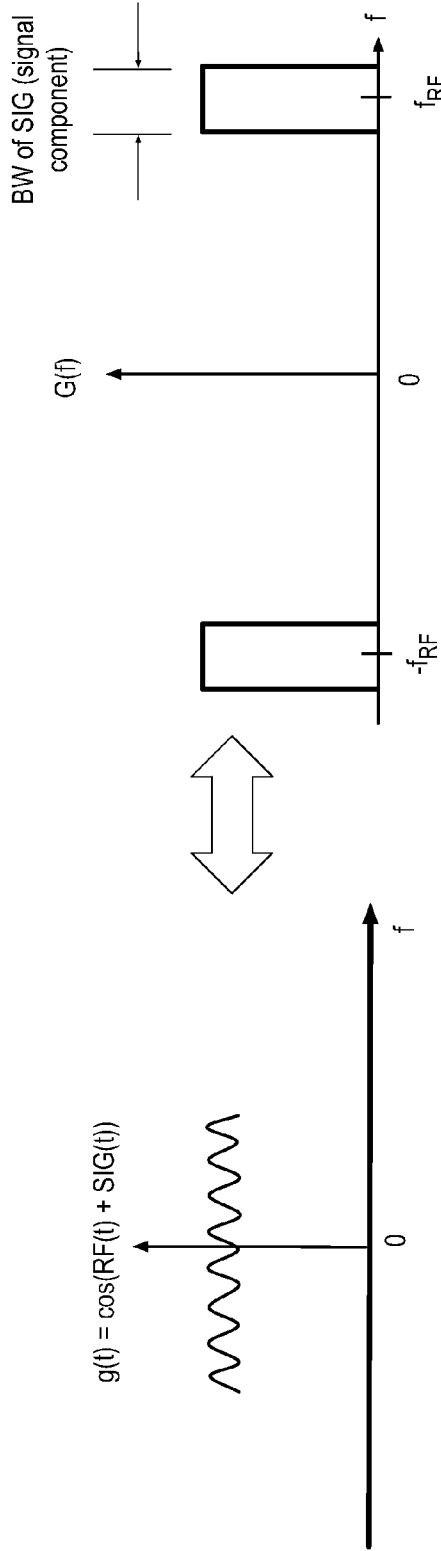 g(t) = cos(RF(t) + SIG(t))
0
f
G(f)
BW of SIG (signal
component)
-fRF
0
fRF
f